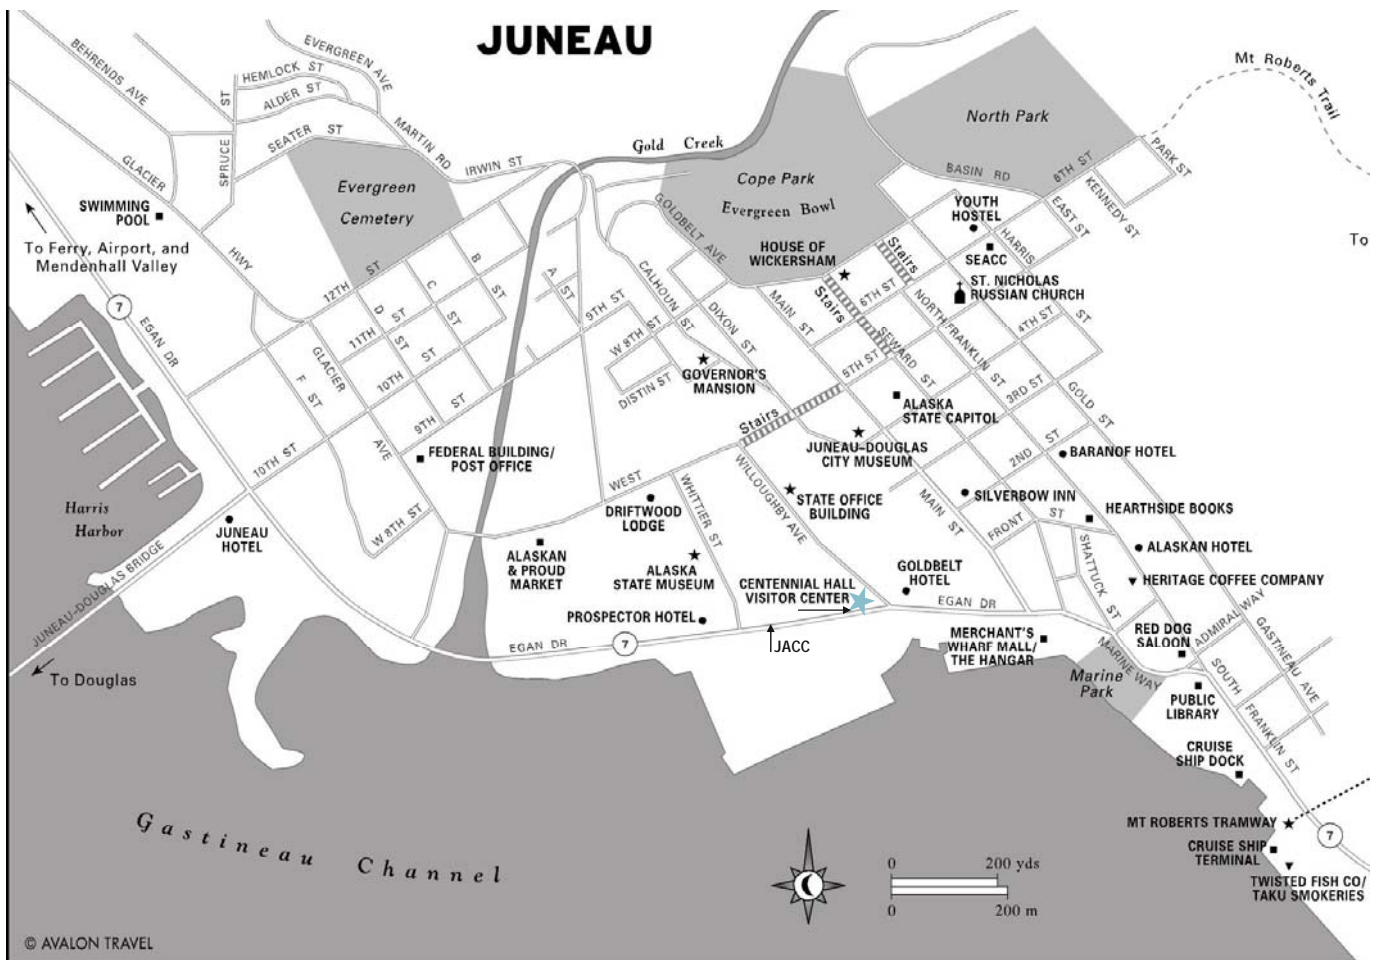 JUNEAU
BEHRENDS AVE
EVERGREEN AVE
HEMLOCK ST
ALDER ST
SPRUCE ST
SEATER ST
MARTIN RD
IRWIN ST
GLACIER
HWY
Gold Creek
North Park
Mt Roberts Trail
Evergreen
Cemetery
Cope Park
Evergreen Bowl
BASIN RD
8TH ST
PARK ST
KENNEDY ST
EAST ST
SWIMMING
POOL
To Ferry, Airport, and
Mendenhall Valley
To
7
EGAN DR
YOUTH
HOSTEL
HARRIS ST
SEACC
ST. NICHOLAS
RUSSIAN CHURCH
HOUSE OF
WICKERSHAM
Stairs
Stairs
GOLDBELT AVE
CALHOUN ST
DIXON ST
MAIN ST
6TH ST
NORTH FRANKLIN ST
SEWARD ST
4TH ST
5TH ST
3RD ST
GOLD ST
12TH ST
11TH ST
10TH ST
9TH ST
A ST
B ST
C ST
D ST
F ST
9TH ST
W 8TH ST
DISTIN ST
GOVERNOR'S
MANSION
GLACIER AVE
10TH ST
Stairs
ALASKA
STATE CAPITOL
JUNEAU-DOUGLAS
CITY MUSEUM
2ND ST
BARANOF HOTEL
FEDERAL BUILDING/
POST OFFICE
WEST
WILLOUGHBY AVE
WHITTIER ST
STATE OFFICE
BUILDING
SILVERBOW INN
MAIN ST
FRONT ST
HEARTHSIDE BOOKS
Harris
Harbor
JUNEAU
HOTEL
W 8TH ST
DRIFTWOOD
LODGE
ALASKAN
& PROUD
MARKET
ALASKA
STATE MUSEUM
SHATTUCK ST
ALASKAN HOTEL
HERITAGE COFFEE COMPANY
GOLDBELT
HOTEL
CENTENNIAL HALL
VISITOR CENTER
EGAN DR
JUNEAU-DOUGLAS BRIDGE
PROSPECTOR HOTEL
EGAN DR
7
JACC
MERCHANT'S
WHARF MALL/
THE HANGAR
RED DOG
SALOON
ADMIRAL WAY
GASTINEAU AVE
MARINE WAY
Marine
Park
SOUTH FRANKLIN ST
PUBLIC
LIBRARY
To Douglas
CRUISE
SHIP DOCK
MT ROBERTS TRAMWAY
7
CRUISE SHIP
TERMINAL
TWISTED FISH CO/
TAKU SMOKERIES
Gastineau Channel
0 200 yds
0 200 m
© AVALON TRAVEL